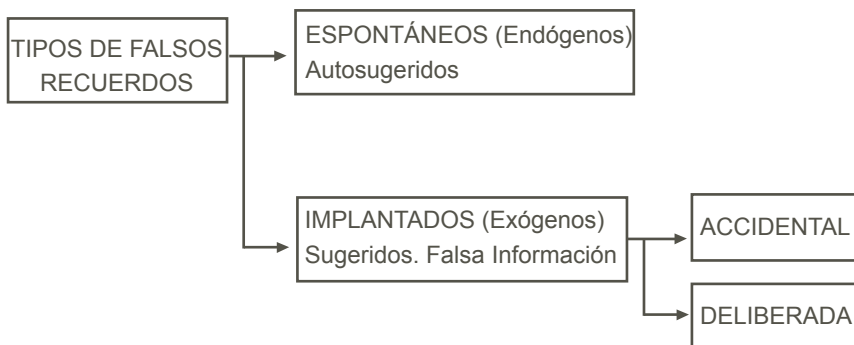 TIPOS DE FALSOS
RECUERDOS
ESPONTÁNEOS (Endógenos)
Autosugeridos
IMPLANTADOS (Exógenos)
Sugeridos. Falsa Información
ACCIDENTAL
DELIBERADA